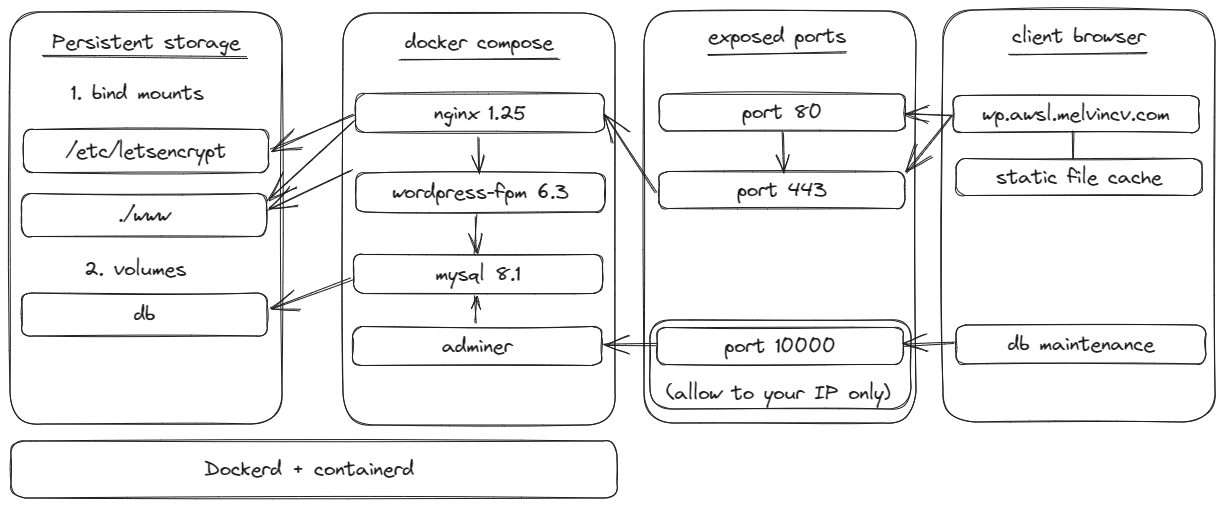 Persistent storage
1. bind mounts
/etc/letsencrypt
./www
2. volumes
db
docker compose
nginx 1.25
wordpress-fpm 6.3
mysql 8.1
adminer
exposed ports
port 80
port 443
port 10000
(allow to your IP only)
client browser
wp.awsl.melvincv.com
static file cache
db maintenance
Dockerd + containerd